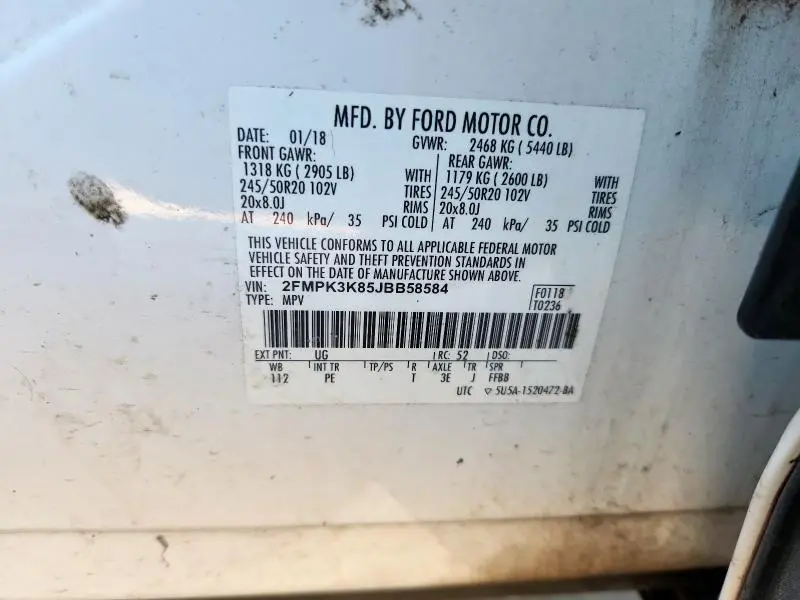 MFD. BY FORD MOTOR CO.
DATE: 01/18 GVWR: 2468 KG ( 5440 LB)
FRONT GAWR: REAR GAWR:
1318 KG ( 2905 LB) WITH 1179 KG ( 2600 LB) WITH
245/50R20 102V TIRES 245/50R20 102V TIRES
20x8.0J RIMS 20x8.0J RIMS
AT 240 kPa/ 35 PSI COLD AT 240 kPa/ 35 PSI COLD
THIS VEHICLE CONFORMS TO ALL APPLICABLE FEDERAL MOTOR
VEHICLE SAFETY AND THEFT PREVENTION STANDARDS IN
EFFECT ON THE DATE OF MANUFACTURE SHOWN ABOVE.
VIN: 2FMPK3K85JBB58584 F0118
TYPE: MPV T0236
EXT PNT: UG RC: 52 DSO:
WB INT TR TP/PS R AXLE TR SPR
112 PE T 3E J FFBB
UTC ▽ 5U5A-1520472-BA